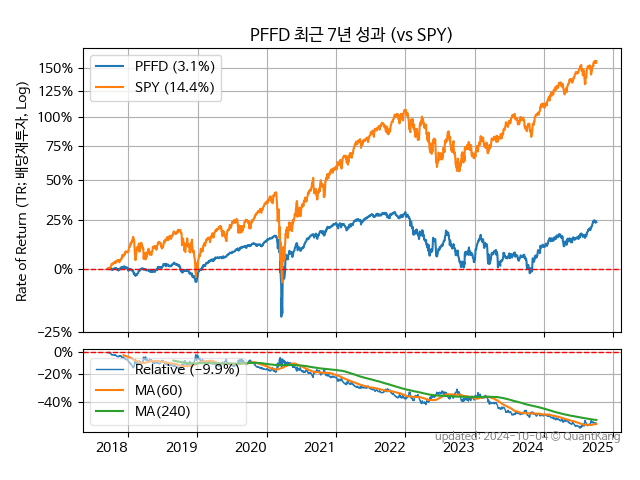 PFFD 최근 7년 성과 (vs SPY)
Rate of Return (TR: 배당재투자, Log)
150%
125%
100%
75%
50%
25%
0%
−25%
PFFD (3.1%)
SPY (14.4%)
0%
−20%
−40%
Relative (−9.9%)
MA(60)
MA(240)
updated: 2024-10-04 © QuantKang
2018 2019 2020 2021 2022 2023 2024 2025